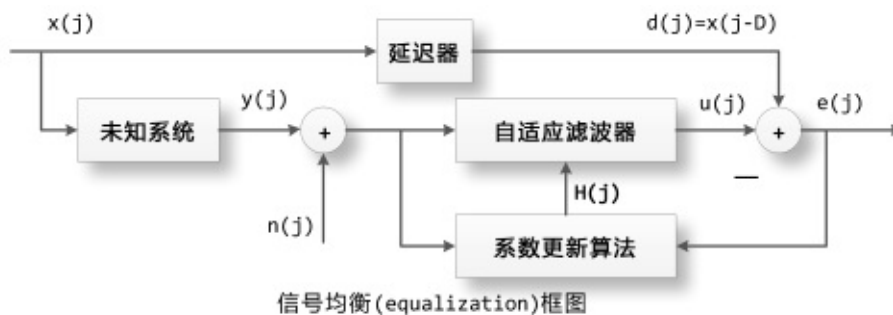 x(j)
d(j)=x(j-D)
延迟器
未知系统
y(j)
+
自适应滤波器
u(j)
+
e(j)
—
n(j)
H(j)
系数更新算法
信号均衡(equalization)框图